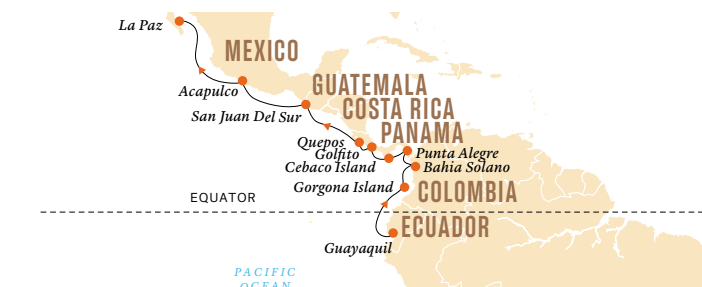 La Paz
MEXICO
Acapulco
GUATEMALA
San Juan Del Sur
COSTA RICA
PANAMA
Quepos
Golfito
Punta Alegre
Cebaco Island
Bahia Solano
Gorgona Island
COLOMBIA
EQUATOR
ECUADOR
Guayaquil
PACIFIC
OCEAN